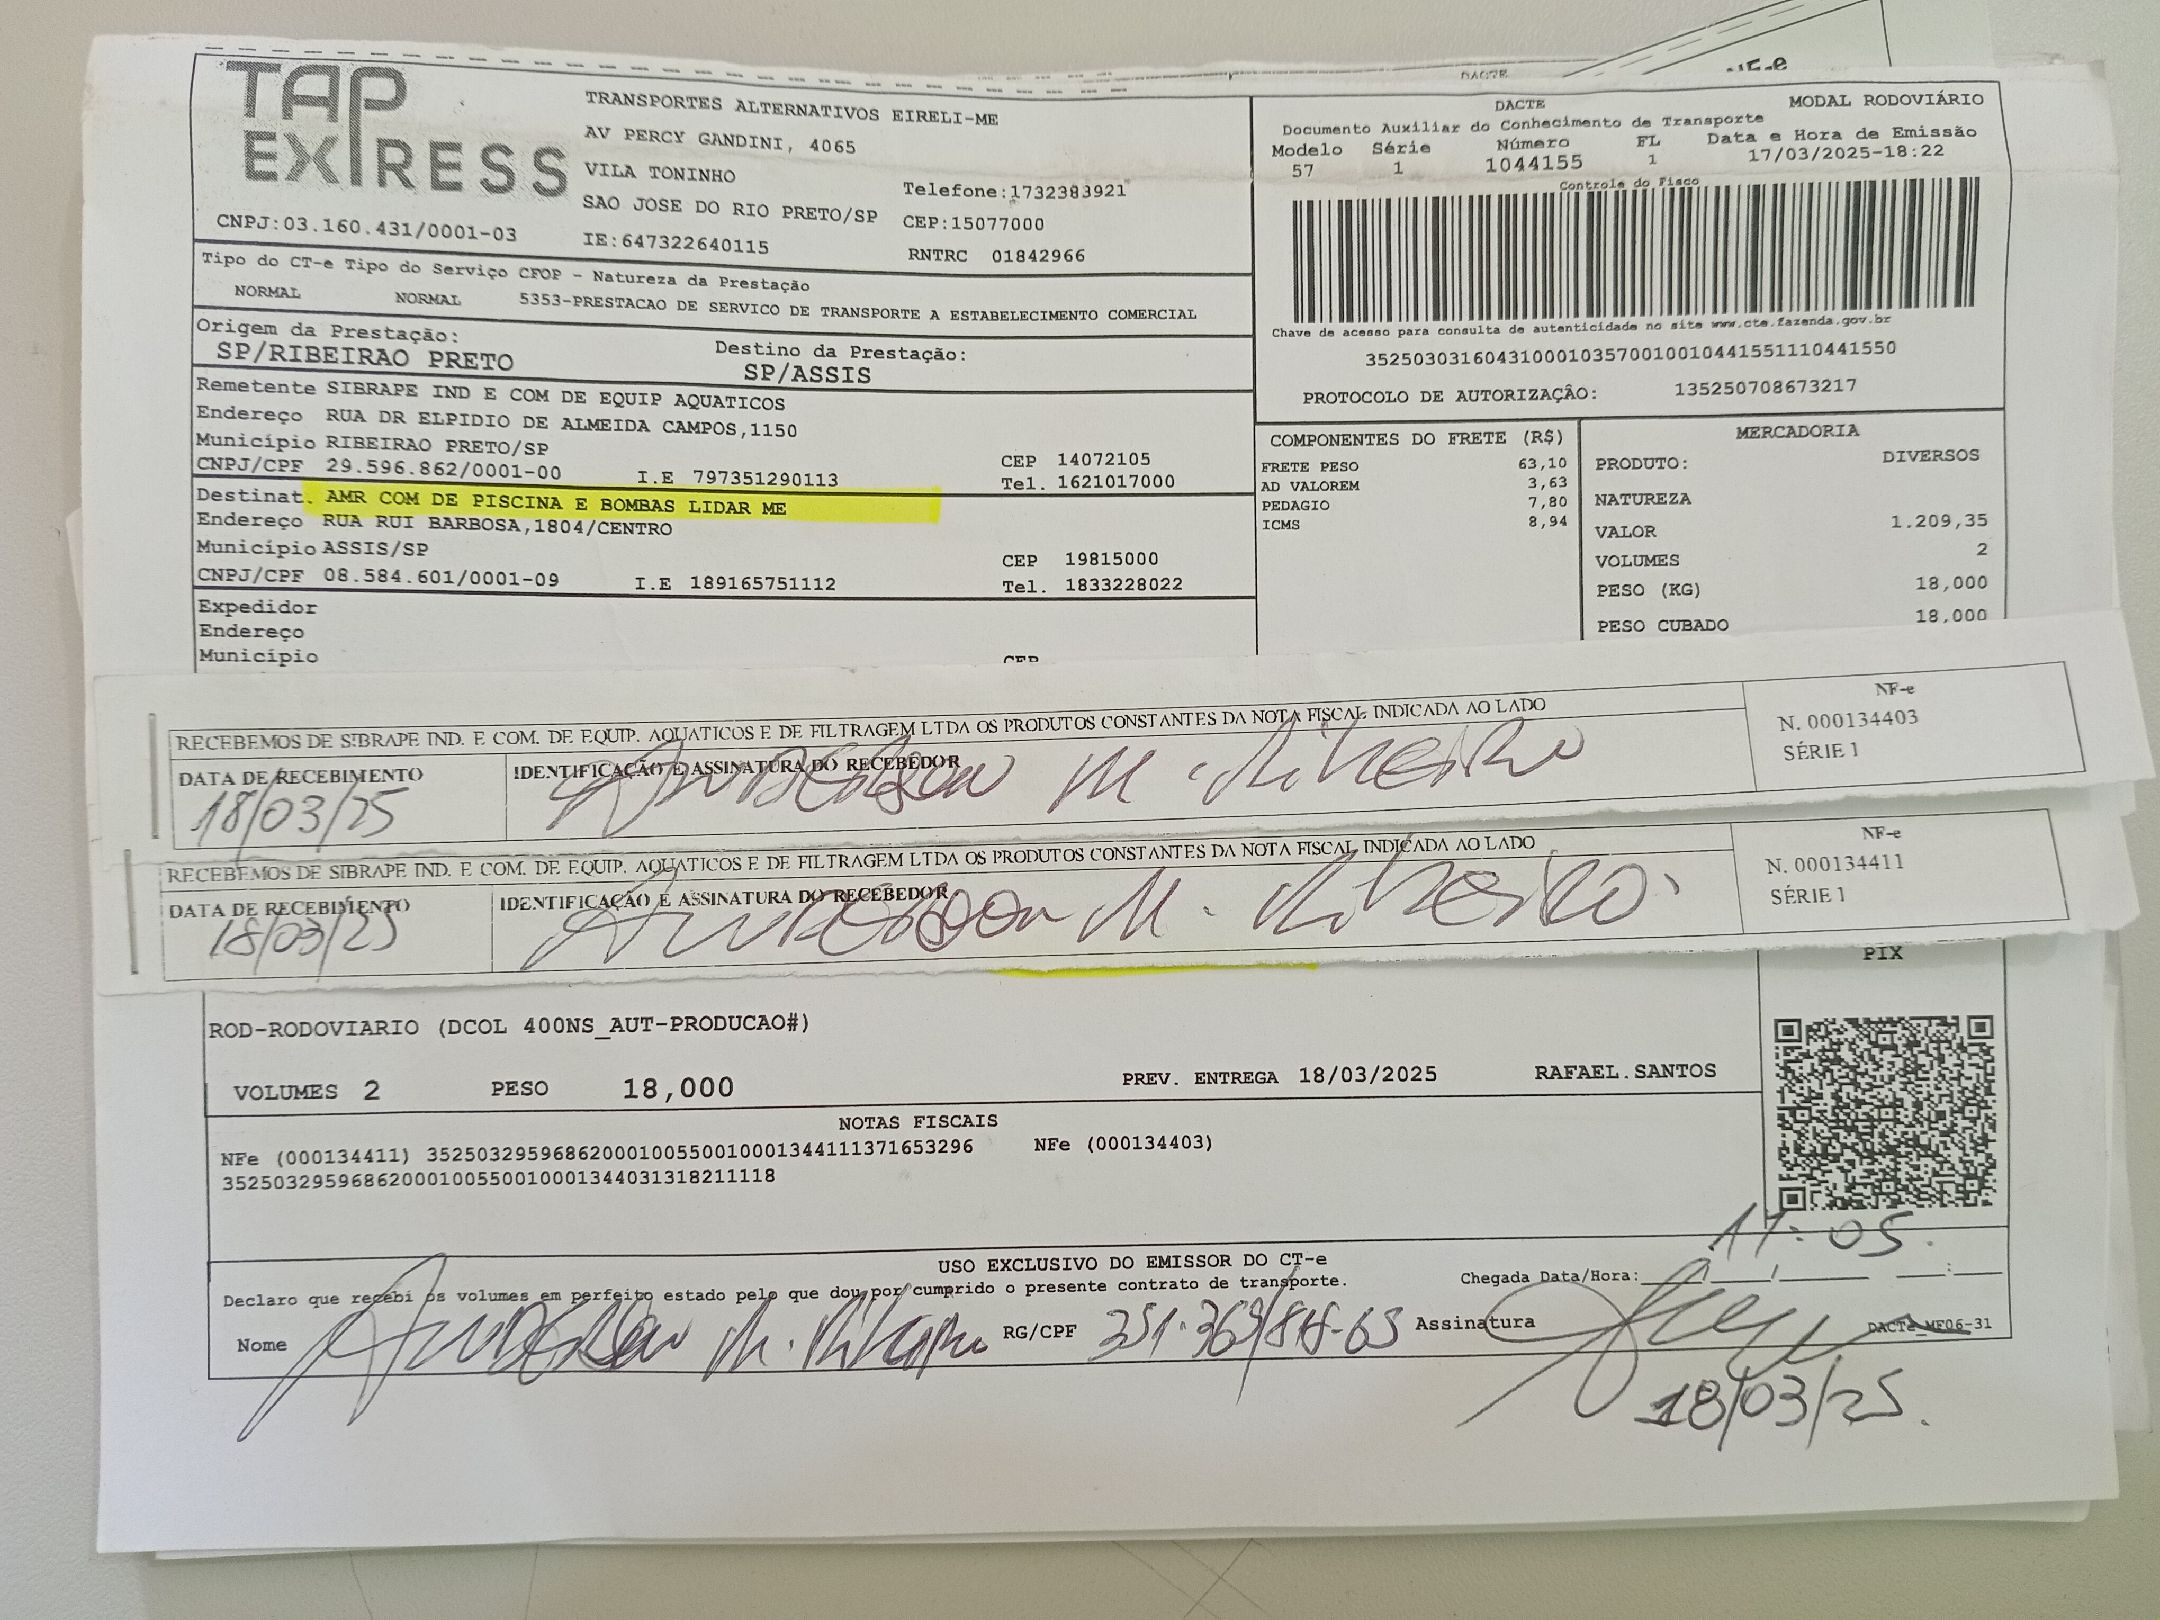 DACTE
NF-e
TAP EXPRESS
TRANSPORTES ALTERNATIVOS EIRELI-ME
AV PERCY GANDINI, 4065
VILA TONINHO
SAO JOSE DO RIO PRETO/SP
Telefone:1732383921
CEP:15077000
CNPJ:03.160.431/0001-03
IE:647322640115
RNTRC 01842966
DACTE MODAL RODOVIÁRIO
Documento Auxiliar do Conhecimento de Transporte
Modelo Série Número FL Data e Hora de Emissão
57 1 1044155 1 17/03/2025-18:22
Controle do Fisco
Chave de acesso para consulta de autenticidade no site www.cte.fazenda.gov.br
35250303160431000103570010010441551110441550
PROTOCOLO DE AUTORIZAÇÂO: 135250708673217
Tipo do CT-e Tipo do Serviço CFOP - Natureza da Prestação
NORMAL NORMAL 5353-PRESTACAO DE SERVICO DE TRANSPORTE A ESTABELECIMENTO COMERCIAL
Origem da Prestação: Destino da Prestação:
SP/RIBEIRAO PRETO SP/ASSIS
Remetente SIBRAPE IND E COM DE EQUIP AQUATICOS
Endereço RUA DR ELPIDIO DE ALMEIDA CAMPOS,1150
Município RIBEIRAO PRETO/SP CEP 14072105
CNPJ/CPF 29.596.862/0001-00 I.E 797351290113 Tel. 1621017000
Destinat. AMR COM DE PISCINA E BOMBAS LIDAR ME
Endereço RUA RUI BARBOSA,1804/CENTRO
Município ASSIS/SP CEP 19815000
CNPJ/CPF 08.584.601/0001-09 I.E 189165751112 Tel. 1833228022
Expedidor
Endereço
Município CEP
COMPONENTES DO FRETE (R$)
FRETE PESO 63,10
AD VALOREM 3,63
PEDAGIO 7,80
ICMS 8,94
MERCADORIA
PRODUTO: DIVERSOS
NATUREZA
VALOR 1.209,35
VOLUMES 2
PESO (KG) 18,000
PESO CUBADO 18,000
RECEBEMOS DE SIBRAPE IND. E COM. DE EQUIP. AQUATICOS E DE FILTRAGEM LTDA OS PRODUTOS CONSTANTES DA NOTA FISCAL INDICADA AO LADO
DATA DE RECEBIMENTO IDENTIFICAÇÃO E ASSINATURA DO RECEBEDOR
18/03/25 Anderson M. Ribeiro
NF-e
N. 000134403
SÉRIE 1
RECEBEMOS DE SIBRAPE IND. E COM. DE EQUIP. AQUATICOS E DE FILTRAGEM LTDA OS PRODUTOS CONSTANTES DA NOTA FISCAL INDICADA AO LADO
DATA DE RECEBIMENTO IDENTIFICAÇÃO E ASSINATURA DO RECEBEDOR
18/03/25 Anderson M. Ribeiro
NF-e
N. 000134411
SÉRIE 1
PIX
ROD-RODOVIARIO (DCOL 400NS_AUT-PRODUCAO#)
VOLUMES 2 PESO 18,000 PREV. ENTREGA 18/03/2025 RAFAEL.SANTOS
NOTAS FISCAIS
NFe (000134411) 35250329596862000100550010001344111371653296 NFe (000134403)
35250329596862000100550010001344031318211118
11:05
USO EXCLUSIVO DO EMISSOR DO CT-e
Declaro que recebi os volumes em perfeito estado pelo que dou por cumprido o presente contrato de transporte.
Chegada Data/Hora:____/____/______ ___:___
Nome Anderson M. Ribeiro RG/CPF Assinatura
DACTe_MF06-31
18/03/25.